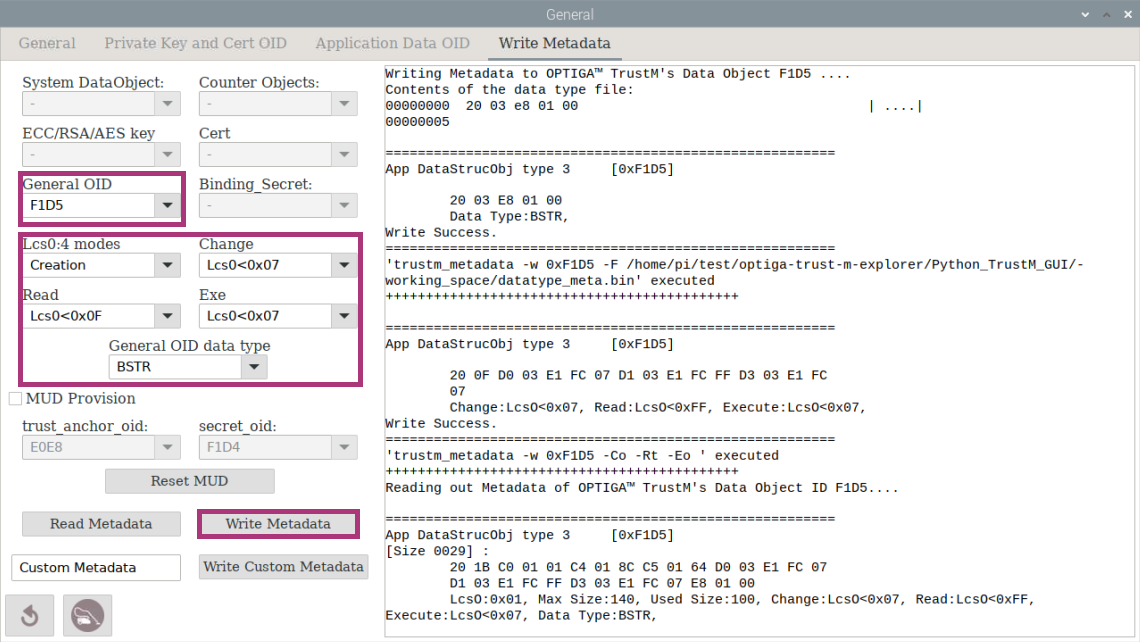 General
General Private Key and Cert OID Application Data OID Write Metadata
System DataObject: Counter Objects:
- -
ECC/RSA/AES key Cert
- -
General OID Binding_Secret:
F1D5 -
Lcs0:4 modes Change
Creation Lcs0<0x07
Read Exe
Lcs0<0x0F Lcs0<0x07
General OID data type
BSTR
MUD Provision
trust_anchor_oid: secret_oid:
E0E8 F1D4
Reset MUD
Read Metadata Write Metadata
Custom Metadata Write Custom Metadata
Writing Metadata to OPTIGA™ TrustM's Data Object F1D5 ....
Contents of the data type file:
00000000  20 03 e8 01 00 | ....|
00000005
========================================================
App DataStrucObj type 3     [0xF1D5]
20 03 E8 01 00
Data Type:BSTR,
Write Success.
========================================================
'trustm_metadata -w 0xF1D5 -F /home/pi/test/optiga-trust-m-explorer/Python_TrustM_GUI/-
working_space/datatype_meta.bin' executed
++++++++++++++++++++++++++++++++++++++++++++
========================================================
App DataStrucObj type 3     [0xF1D5]
20 0F D0 03 E1 FC 07 D1 03 E1 FC FF D3 03 E1 FC
07
Change:LcsO<0x07, Read:LcsO<0xFF, Execute:LcsO<0x07,
Write Success.
========================================================
'trustm_metadata -w 0xF1D5 -Co -Rt -Eo ' executed
++++++++++++++++++++++++++++++++++++++++++++
Reading out Metadata of OPTIGA™ TrustM's Data Object ID F1D5....
========================================================
App DataStrucObj type 3     [0xF1D5]
[Size 0029] :
20 1B C0 01 01 C4 01 8C C5 01 64 D0 03 E1 FC 07
D1 03 E1 FC FF D3 03 E1 FC 07 E8 01 00
LcsO:0x01, Max Size:140, Used Size:100, Change:LcsO<0x07, Read:LcsO<0xFF,
Execute:LcsO<0x07, Data Type:BSTR,